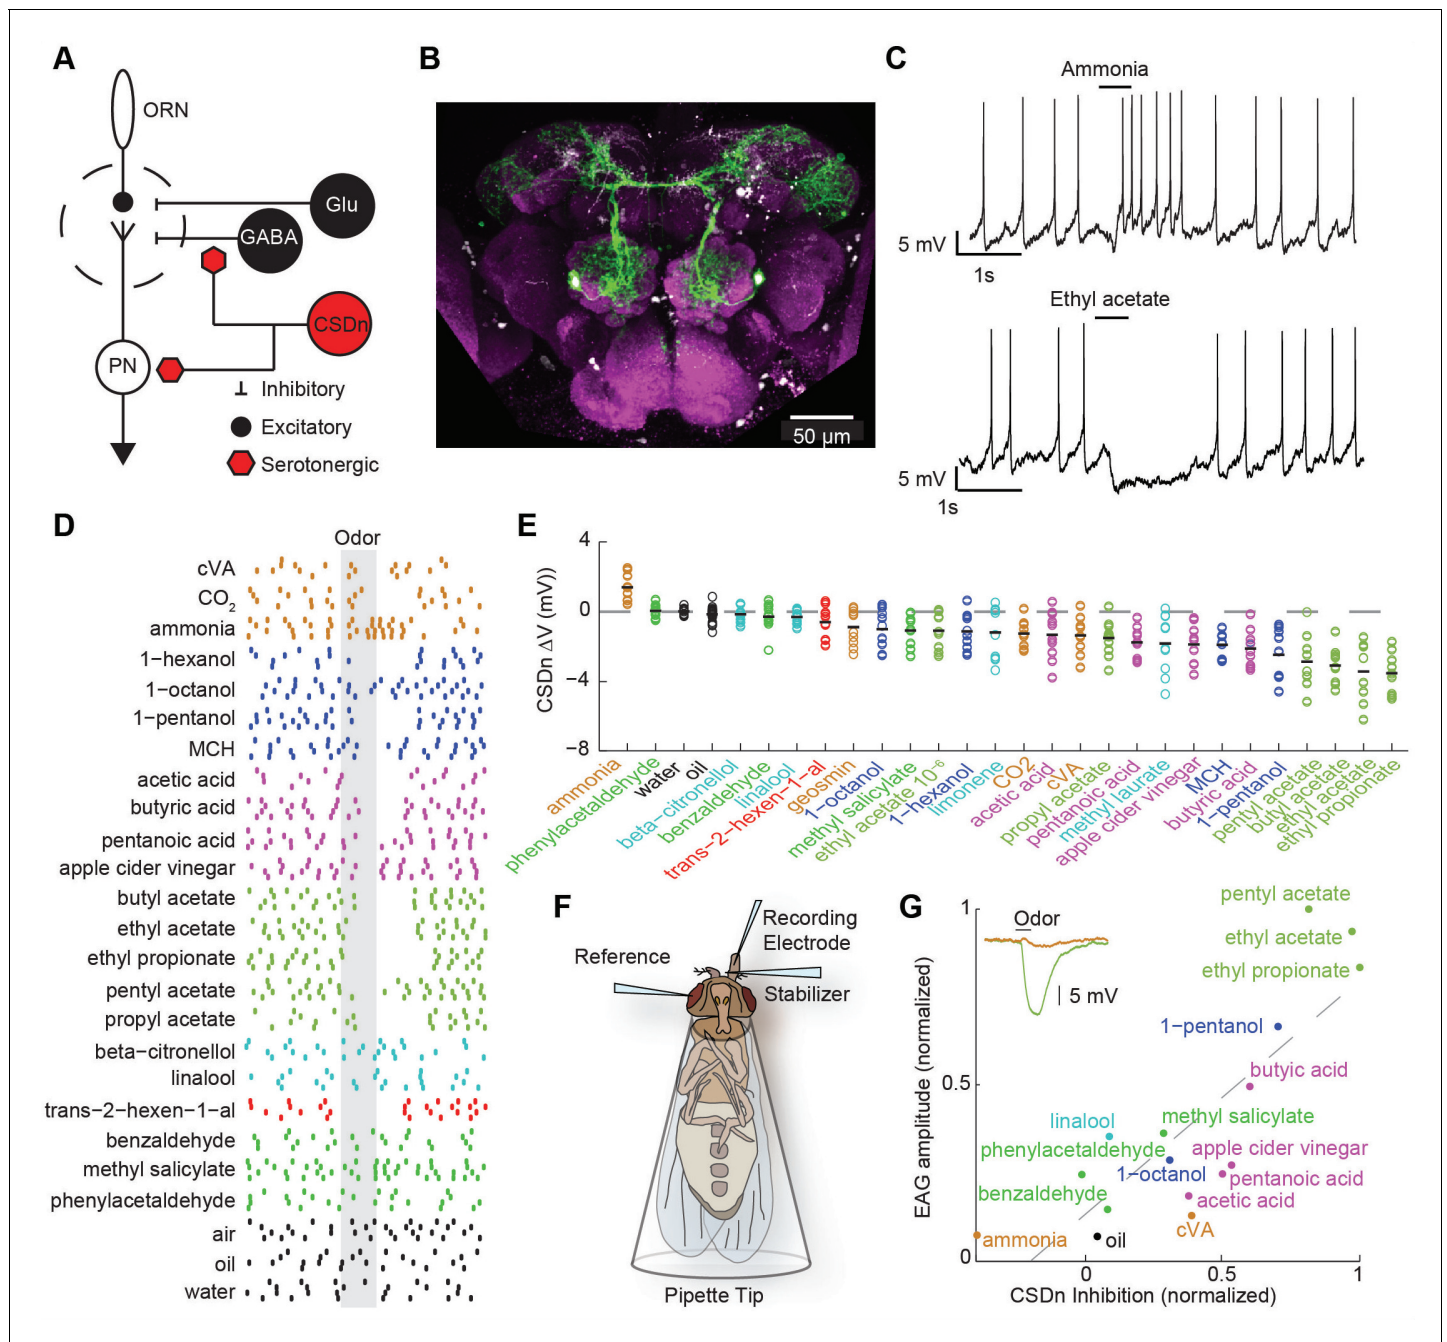 A
ORN
Glu
GABA
CSDn
PN
Inhibitory
Excitatory
Serotonergic
B
50 µm
C
Ammonia
5 mV
1s
Ethyl acetate
5 mV
1s
D
Odor
cVA
CO2
ammonia
1−hexanol
1−octanol
1−pentanol
MCH
acetic acid
butyric acid
pentanoic acid
apple cider vinegar
butyl acetate
ethyl acetate
ethyl propionate
pentyl acetate
propyl acetate
beta−citronellol
linalool
trans−2−hexen−1−al
benzaldehyde
methyl salicylate
phenylacetaldehyde
air
oil
water
E
CSDn ΔV (mV))
4
0
−4
−8
ammonia
phenylacetaldehyde
water
oil
beta−citronellol
benzaldehyde
linalool
trans−2−hexen−1−al
geosmin
1−octanol
methyl salicylate
ethyl acetate 10⁻⁶
1−hexanol
limonene
CO2
acetic acid
cVA
propyl acetate
pentanoic acid
methyl laurate
apple cider vinegar
MCH
butyric acid
1−pentanol
pentyl acetate
butyl acetate
ethyl acetate
ethyl propionate
F
Recording
Electrode
Reference
Stabilizer
Pipette Tip
G
EAG amplitude (normalized)
1
0.5
0
Odor
5 mV
pentyl acetate
ethyl acetate
ethyl propionate
1−pentanol
butyic acid
linalool
methyl salicylate
phenylacetaldehyde
apple cider vinegar
1−octanol
pentanoic acid
benzaldehyde
acetic acid
cVA
ammonia
oil
0
0.5
1
CSDn Inhibition (normalized)